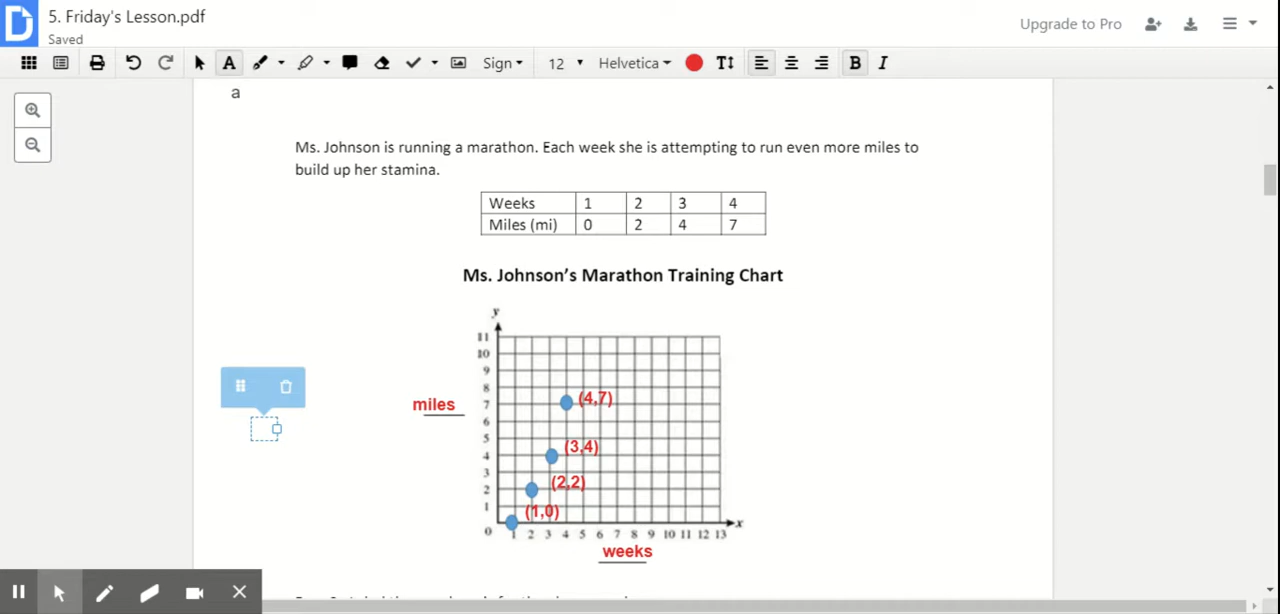 5. Friday's Lesson.pdf
Saved
Upgrade to Pro
A Sign 12 Helvetica B I
a
Ms. Johnson is running a marathon. Each week she is attempting to run even more miles to
build up her stamina.
Weeks 1 2 3 4
Miles (mi) 0 2 4 7
Ms. Johnson's Marathon Training Chart
y
11
10
9
8
7
6
5
4
3
2
1
0
miles
(4,7)
(3,4)
(2,2)
(1,0)
1 2 3 4 5 6 7 8 9 10 11 12 13
x
weeks